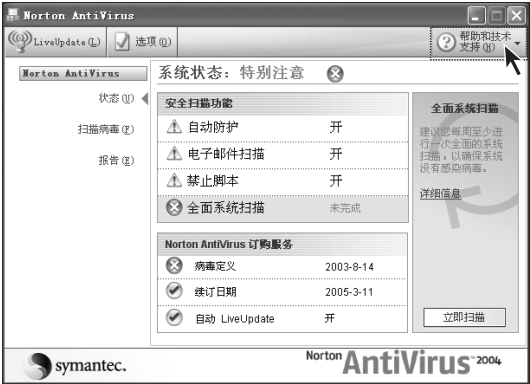 Norton AntiVirus
LiveUpdate(L) 选项(O) 帮助和技术
支持(H)
Norton AntiVirus
状态(U)
扫描病毒(F)
报告(E)
系统状态：特别注意
安全扫描功能
自动防护 开
电子邮件扫描 开
禁止脚本 开
全面系统扫描 未完成
Norton AntiVirus 订购服务
病毒定义 2003-8-14
续订日期 2005-3-11
自动 LiveUpdate 开
全面系统扫描
建议您每周至少进
行一次全面的系统
扫描，以确保系统
没有感染病毒。
详细信息
立即扫描
symantec.
Norton AntiVirus 2004